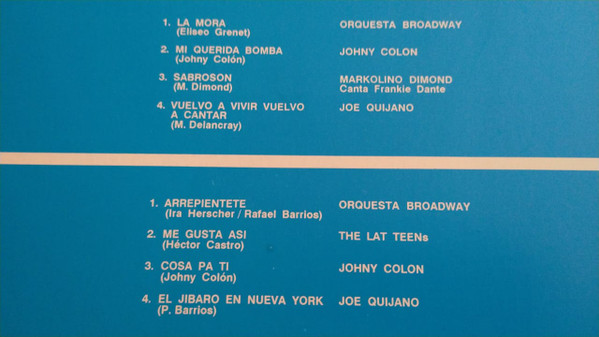 1. LA MORA ORQUESTA BROADWAY
(Eliseo Grenet)
2. MI QUERIDA BOMBA JOHNY COLON
(Johny Colón)
3. SABROSON MARKOLINO DIMOND
(M. Dimond) Canta Frankie Dante
4. VUELVO A VIVIR VUELVO JOE QUIJANO
A CANTAR
(M. Delancray)
1. ARREPIENTETE ORQUESTA BROADWAY
(Ira Herscher / Rafael Barrios)
2. ME GUSTA ASI THE LAT TEENs
(Héctor Castro)
3. COSA PA TI JOHNY COLON
(Johny Colón)
4. EL JIBARO EN NUEVA YORK JOE QUIJANO
(P. Barrios)